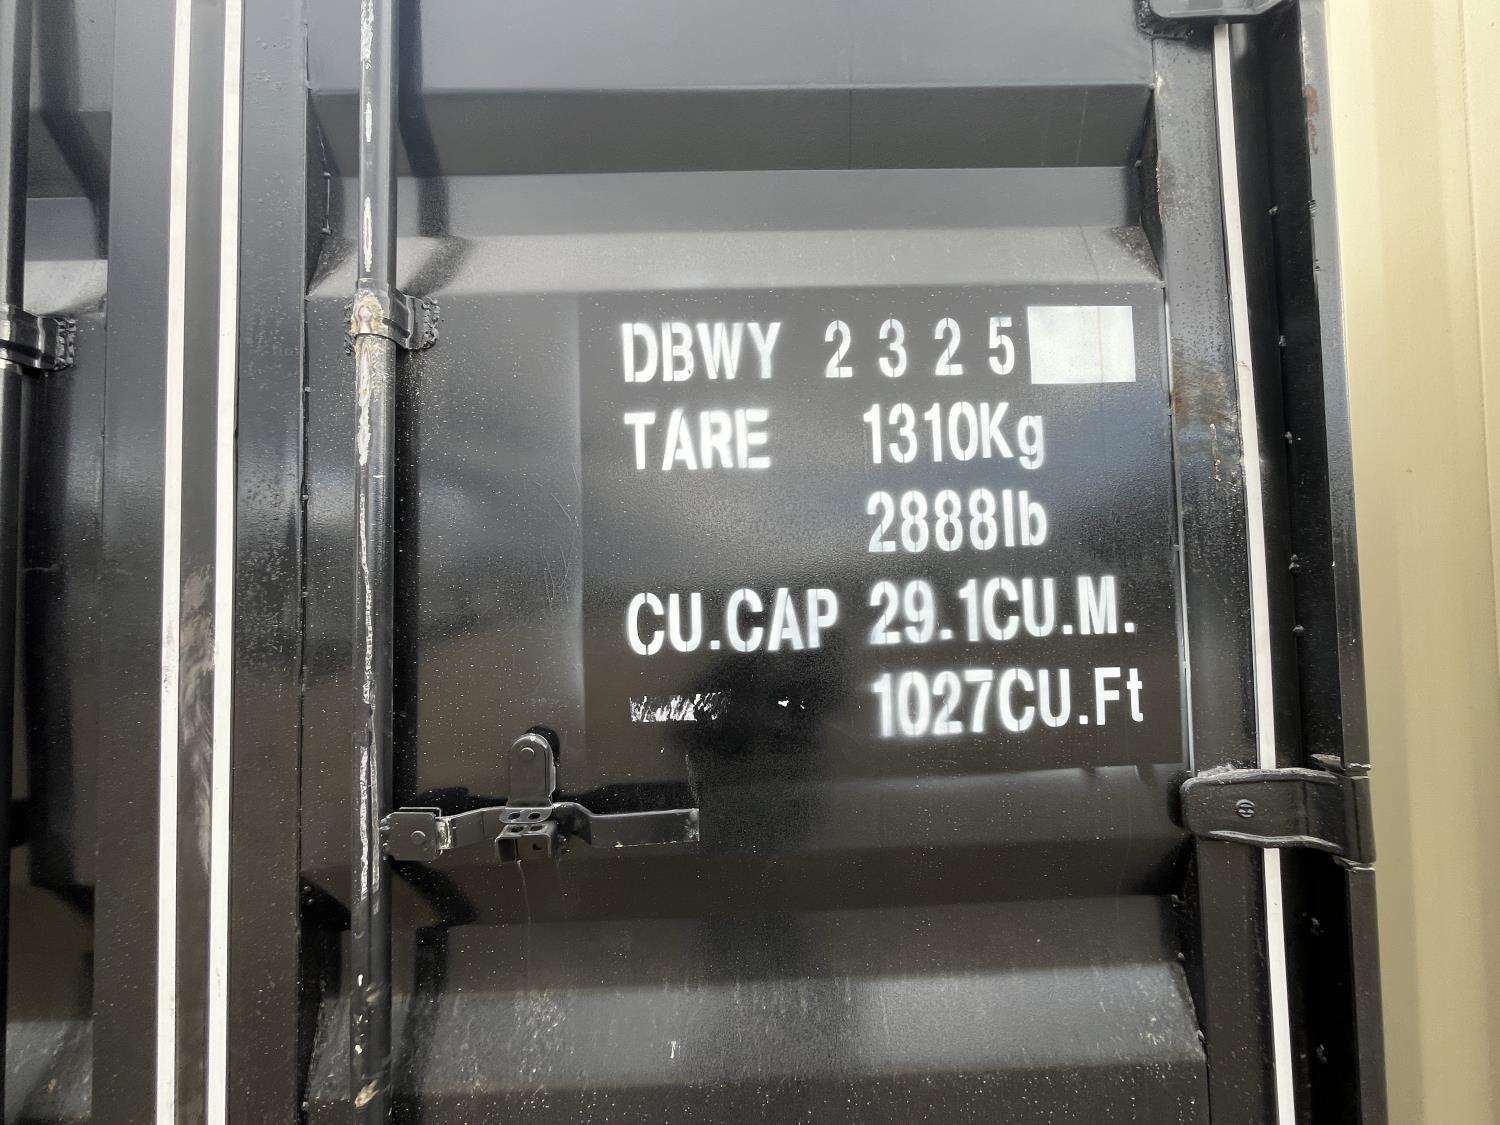 DBWY 2325
TARE 1310Kg
2888lb
CU.CAP 29.1CU.M.
1027CU.Ft